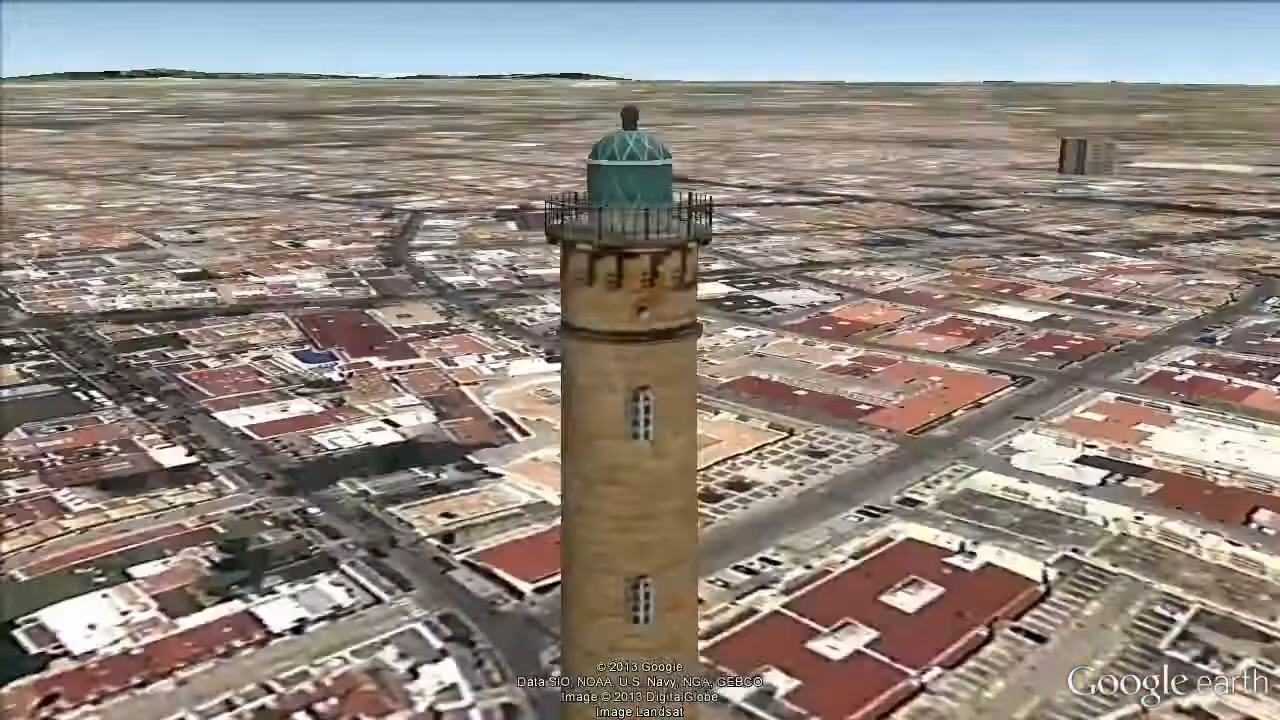 © 2013 Google
Data SIO, NOAA, U.S. Navy, NGA, GEBCO
Image © 2013 DigitalGlobe
Image Landsat
Google earth